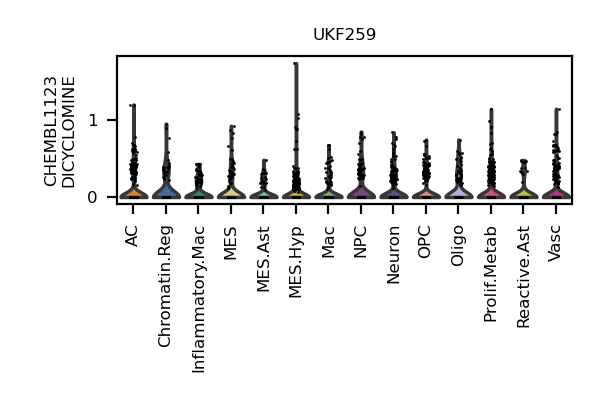 UKF259
CHEMBL1123
DICYCLOMINE
1
0
AC
Chromatin.Reg
Inflammatory.Mac
MES
MES.Ast
MES.Hyp
Mac
NPC
Neuron
OPC
Oligo
Prolif.Metab
Reactive.Ast
Vasc